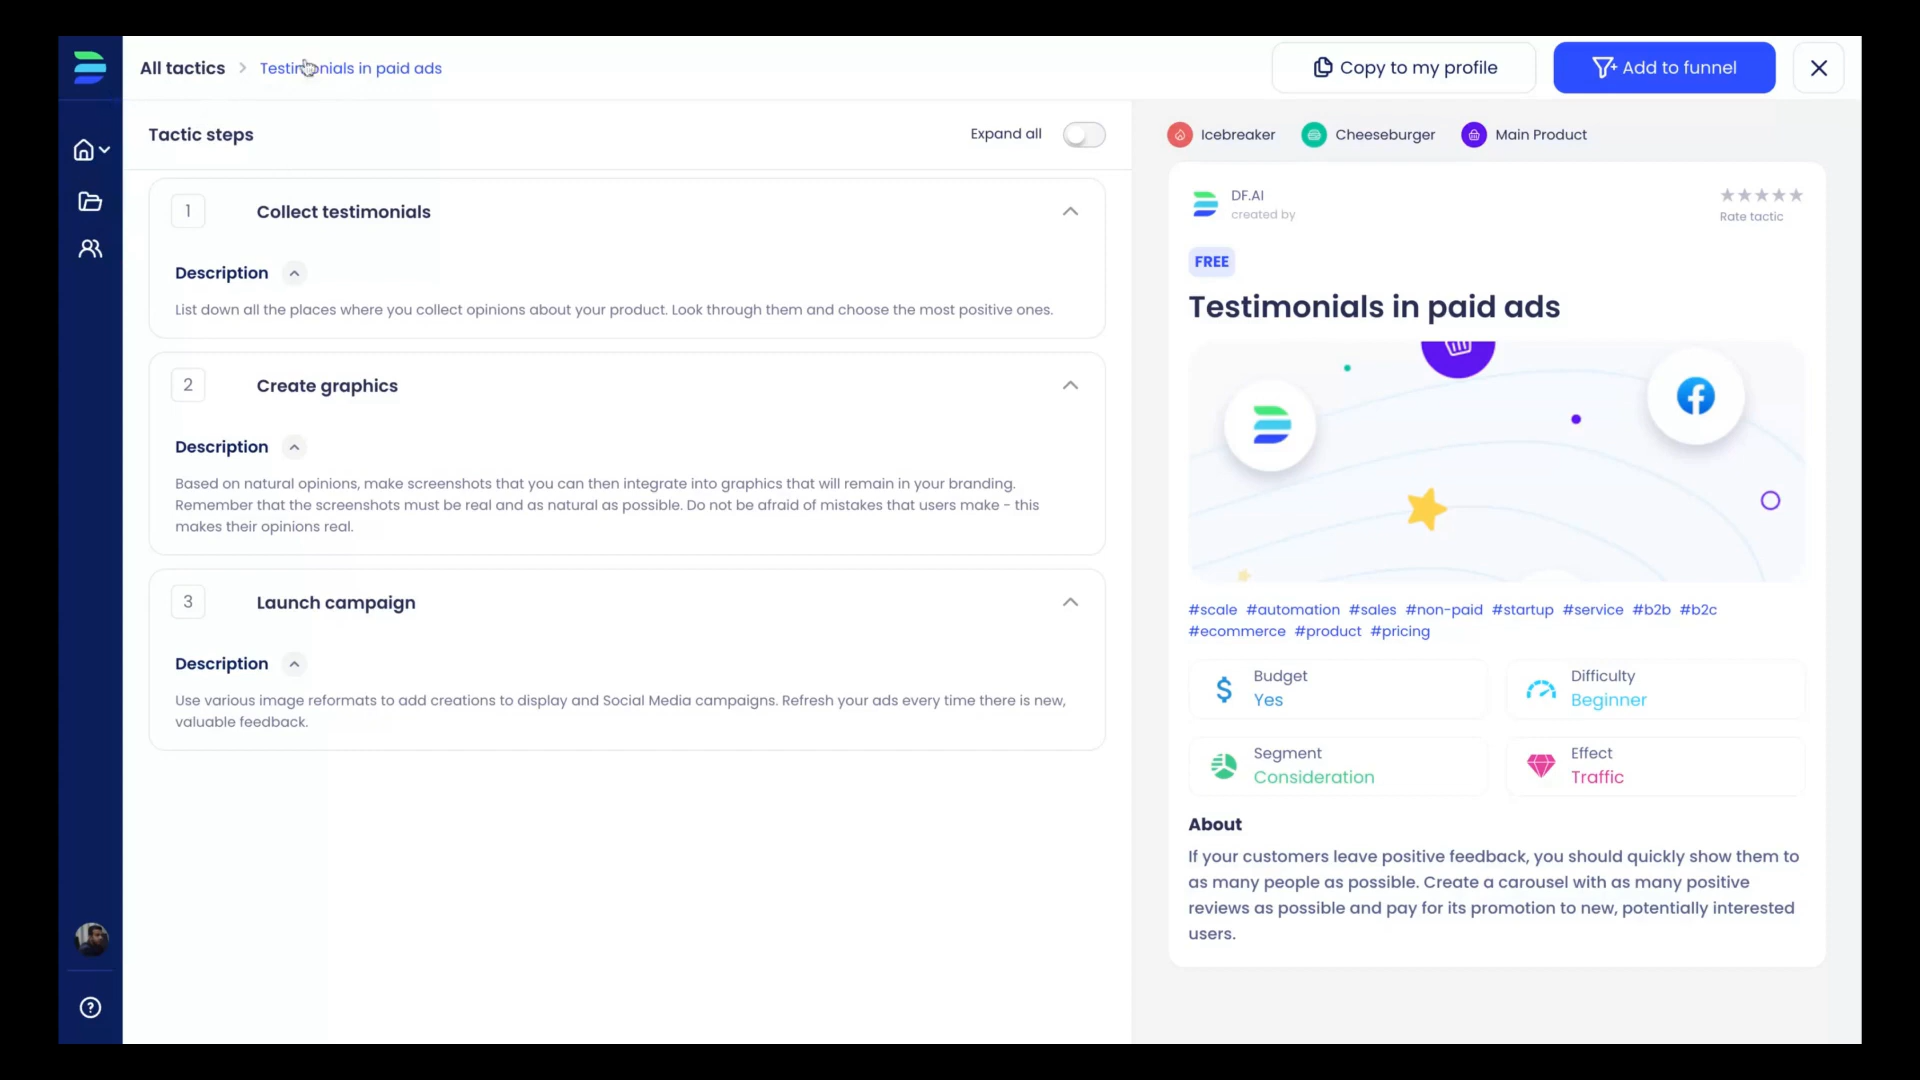 All tactics > Testimonials in paid ads
Copy to my profile
Add to funnel
Tactic steps
Expand all
1
Collect testimonials
Description
List down all the places where you collect opinions about your product. Look through them and choose the most positive ones.
2
Create graphics
Description
Based on natural opinions, make screenshots that you can then integrate into graphics that will remain in your branding.
Remember that the screenshots must be real and as natural as possible. Do not be afraid of mistakes that users make - this
makes their opinions real.
3
Launch campaign
Description
Use various image reformats to add creations to display and Social Media campaigns. Refresh your ads every time there is new,
valuable feedback.
Icebreaker
Cheeseburger
Main Product
DF.AI
created by
Rate tactic
FREE
Testimonials in paid ads
#scale #automation #sales #non-paid #startup #service #b2b #b2c
#ecommerce #product #pricing
Budget
Yes
Difficulty
Beginner
Segment
Consideration
Effect
Traffic
About
If your customers leave positive feedback, you should quickly show them to
as many people as possible. Create a carousel with as many positive
reviews as possible and pay for its promotion to new, potentially interested
users.